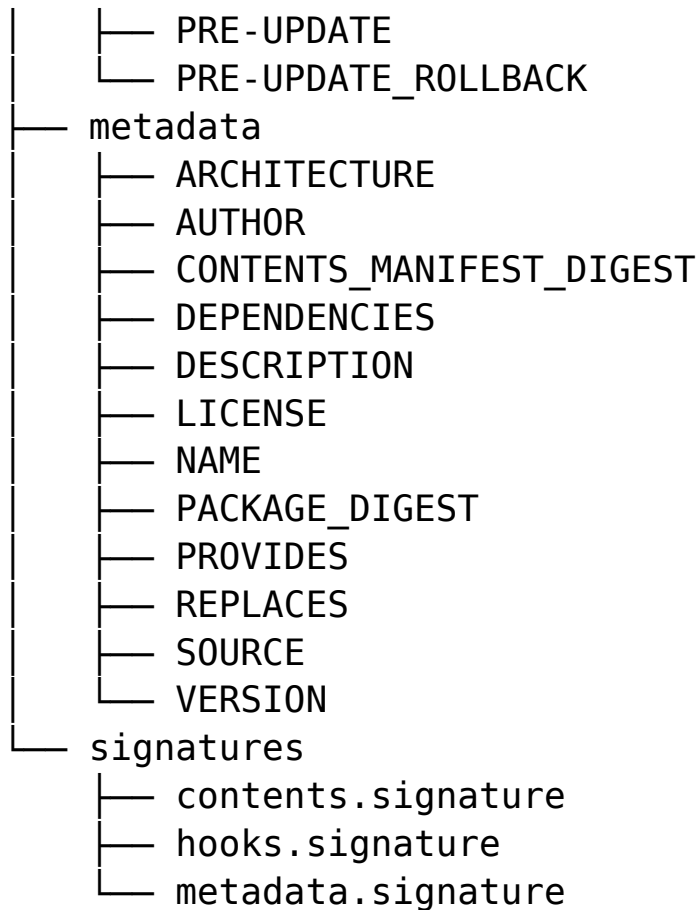 │   │   ├── PRE-UPDATE
│   │   └── PRE-UPDATE_ROLLBACK
├── metadata
│   ├── ARCHITECTURE
│   ├── AUTHOR
│   ├── CONTENTS_MANIFEST_DIGEST
│   ├── DEPENDENCIES
│   ├── DESCRIPTION
│   ├── LICENSE
│   ├── NAME
│   ├── PACKAGE_DIGEST
│   ├── PROVIDES
│   ├── REPLACES
│   ├── SOURCE
│   └── VERSION
└── signatures
    ├── contents.signature
    ├── hooks.signature
    └── metadata.signature